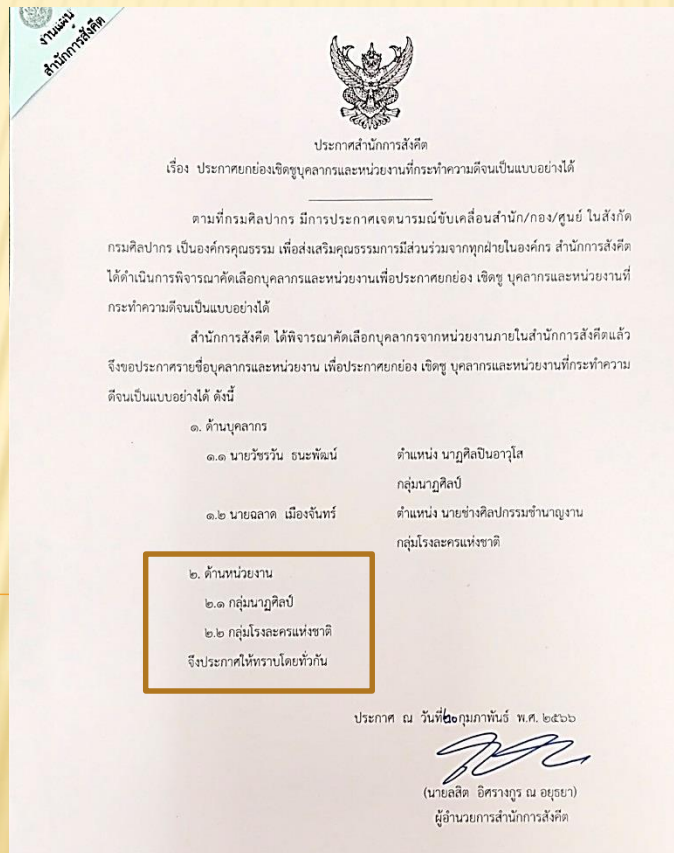 งานแผน
สำนักการสังคีต
ประกาศสำนักการสังคีต
เรื่อง ประกาศยกย่องเชิดชูบุคลากรและหน่วยงานที่กระทำความดีจนเป็นแบบอย่างได้
ตามที่กรมศิลปากร มีการประกาศเจตนารมณ์ขับเคลื่อนสำนัก/กอง/ศูนย์ ในสังกัด
กรมศิลปากร เป็นองค์กรคุณธรรม เพื่อส่งเสริมคุณธรรมการมีส่วนร่วมจากทุกฝ่ายในองค์กร สำนักการสังคีต
ได้ดำเนินการพิจารณาคัดเลือกบุคลากรและหน่วยงานเพื่อประกาศยกย่อง เชิดชู บุคลากรและหน่วยงานที่
กระทำความดีจนเป็นแบบอย่างได้
สำนักการสังคีต ได้พิจารณาคัดเลือกบุคลากรจากหน่วยงานภายในสำนักการสังคีตแล้ว
จึงขอประกาศรายชื่อบุคลากรและหน่วยงาน เพื่อประกาศยกย่อง เชิดชู บุคลากรและหน่วยงานที่กระทำความ
ดีจนเป็นแบบอย่างได้ ดังนี้
๑. ด้านบุคลากร
๑.๑ นายวัชรวัน ธนะพัฒน์ ตำแหน่ง นาฏศิลปินอาวุโส
กลุ่มนาฏศิลป์
๑.๒ นายฉลาด เมืองจันทร์ ตำแหน่ง นายช่างศิลปกรรมชำนาญงาน
กลุ่มโรงละครแห่งชาติ
๒. ด้านหน่วยงาน
๒.๑ กลุ่มนาฏศิลป์
๒.๒ กลุ่มโรงละครแห่งชาติ
จึงประกาศให้ทราบโดยทั่วกัน
ประกาศ ณ วันที่ ๒๐ กุมภาพันธ์ พ.ศ. ๒๕๖๖
(นายลสิต อิศรางกูร ณ อยุธยา)
ผู้อำนวยการสำนักการสังคีต